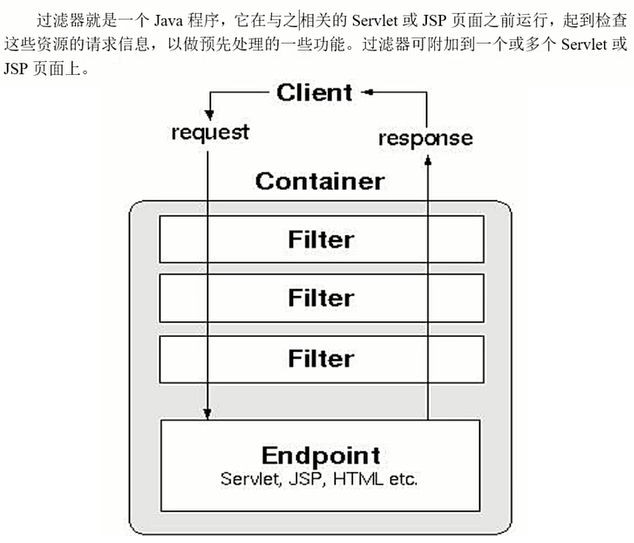 过滤器就是一个 Java 程序，它在与之相关的 Servlet 或 JSP 页面之前运行，起到检查
这些资源的请求信息，以做预先处理的一些功能。过滤器可附加到一个或多个 Servlet 或
JSP 页面上。
Client
request
response
Container
Filter
Filter
Filter
Endpoint
Servlet, JSP, HTML etc.